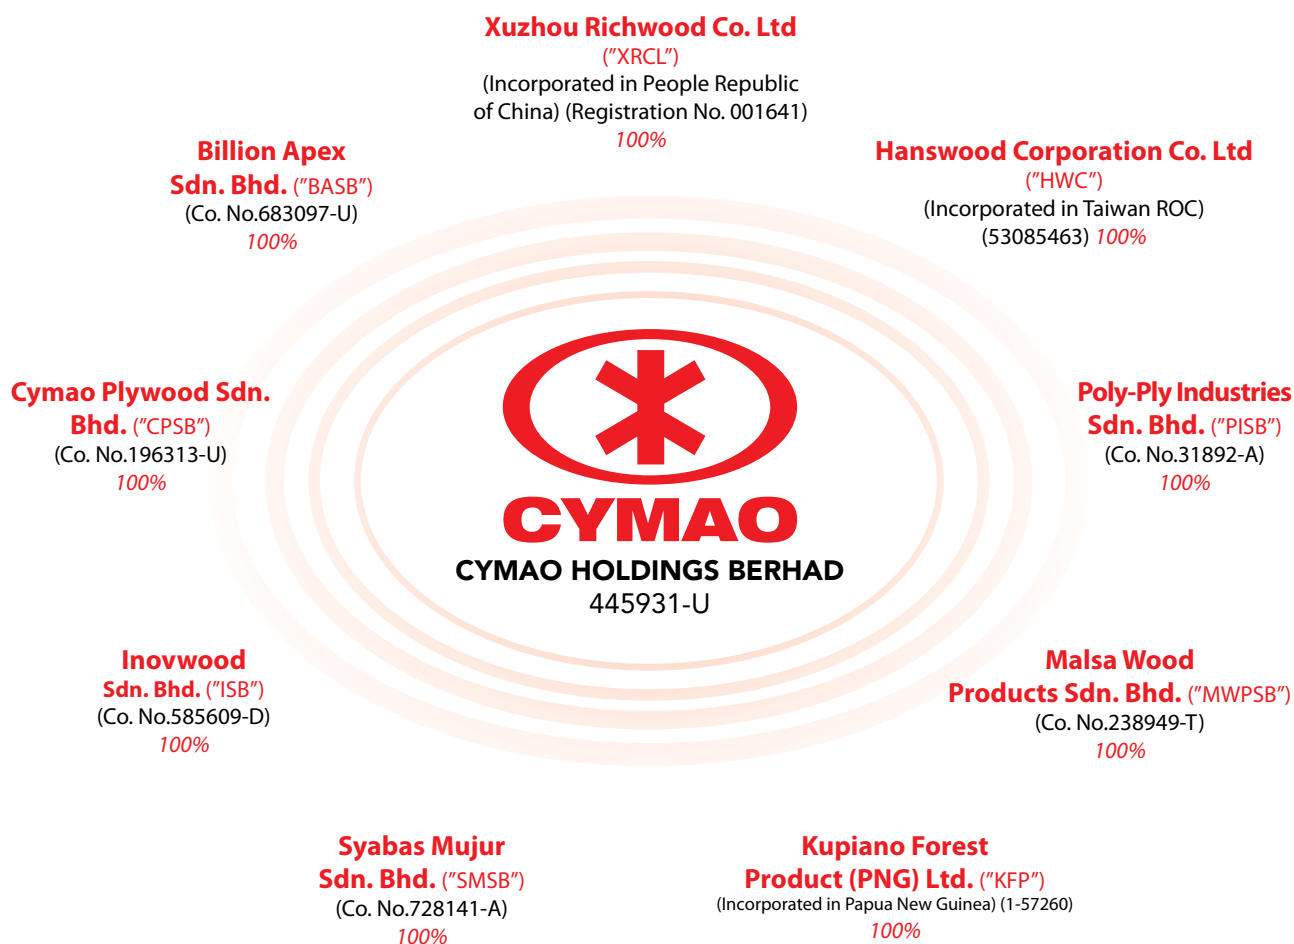 Xuzhou Richwood Co. Ltd
("XRCL")
(Incorporated in People Republic
of China) (Registration No. 001641)
100%
Billion Apex
Sdn. Bhd. ("BASB")
(Co. No.683097-U)
100%
Hanswood Corporation Co. Ltd
("HWC")
(Incorporated in Taiwan ROC)
(53085463) 100%
Cymao Plywood Sdn.
Bhd. ("CPSB")
(Co. No.196313-U)
100%
CYMAO
CYMAO HOLDINGS BERHAD
445931-U
Poly-Ply Industries
Sdn. Bhd. ("PISB")
(Co. No.31892-A)
100%
Inovwood
Sdn. Bhd. ("ISB")
(Co. No.585609-D)
100%
Malsa Wood
Products Sdn. Bhd. ("MWPSB")
(Co. No.238949-T)
100%
Syabas Mujur
Sdn. Bhd. ("SMSB")
(Co. No.728141-A)
100%
Kupiano Forest
Product (PNG) Ltd. ("KFP")
(Incorporated in Papua New Guinea) (1-57260)
100%